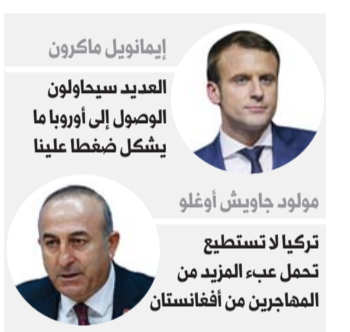 إيمانويل ماكرون
العديد سيحاولون
الوصول إلى أوروبا ما
يشكل ضغطا علينا
مولود جاويش أوغلو
تركيا لا تستطيع
تحمل عبء المزيد من
المهاجرين من أفغانستان